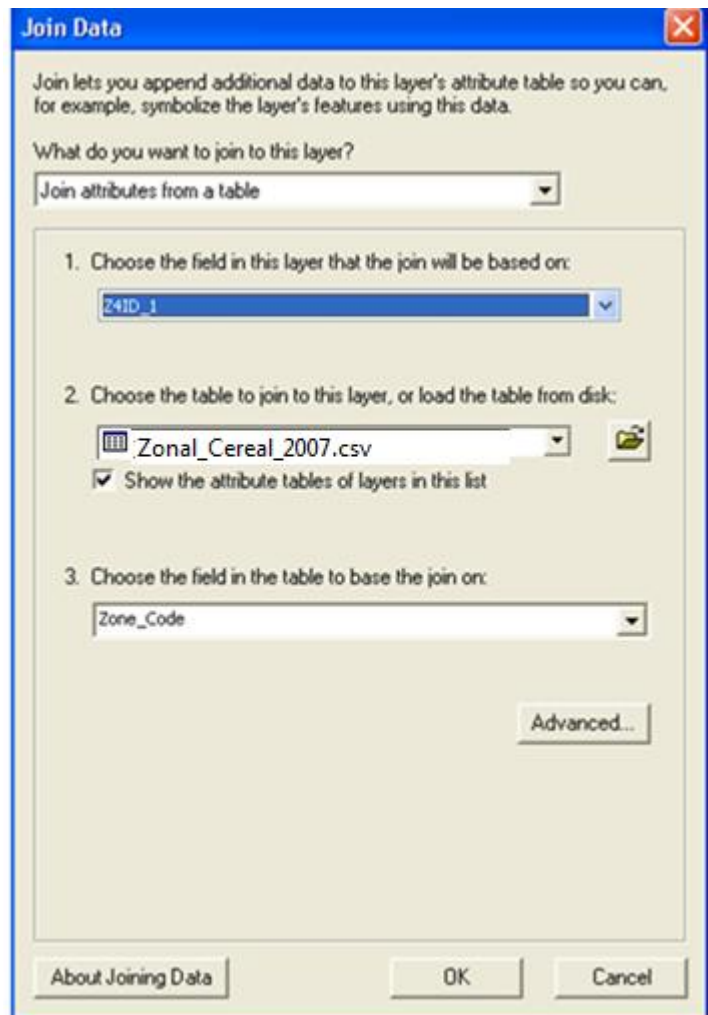 Join Data
Join lets you append additional data to this layer's attribute table so you can,
for example, symbolize the layer's features using this data.
What do you want to join to this layer?
Join attributes from a table
1. Choose the field in this layer that the join will be based on:
Z4ID_1
2. Choose the table to join to this layer, or load the table from disk:
Zonal_Cereal_2007.csv
Show the attribute tables of layers in this list
3. Choose the field in the table to base the join on:
Zone_Code
Advanced...
About Joining Data OK Cancel